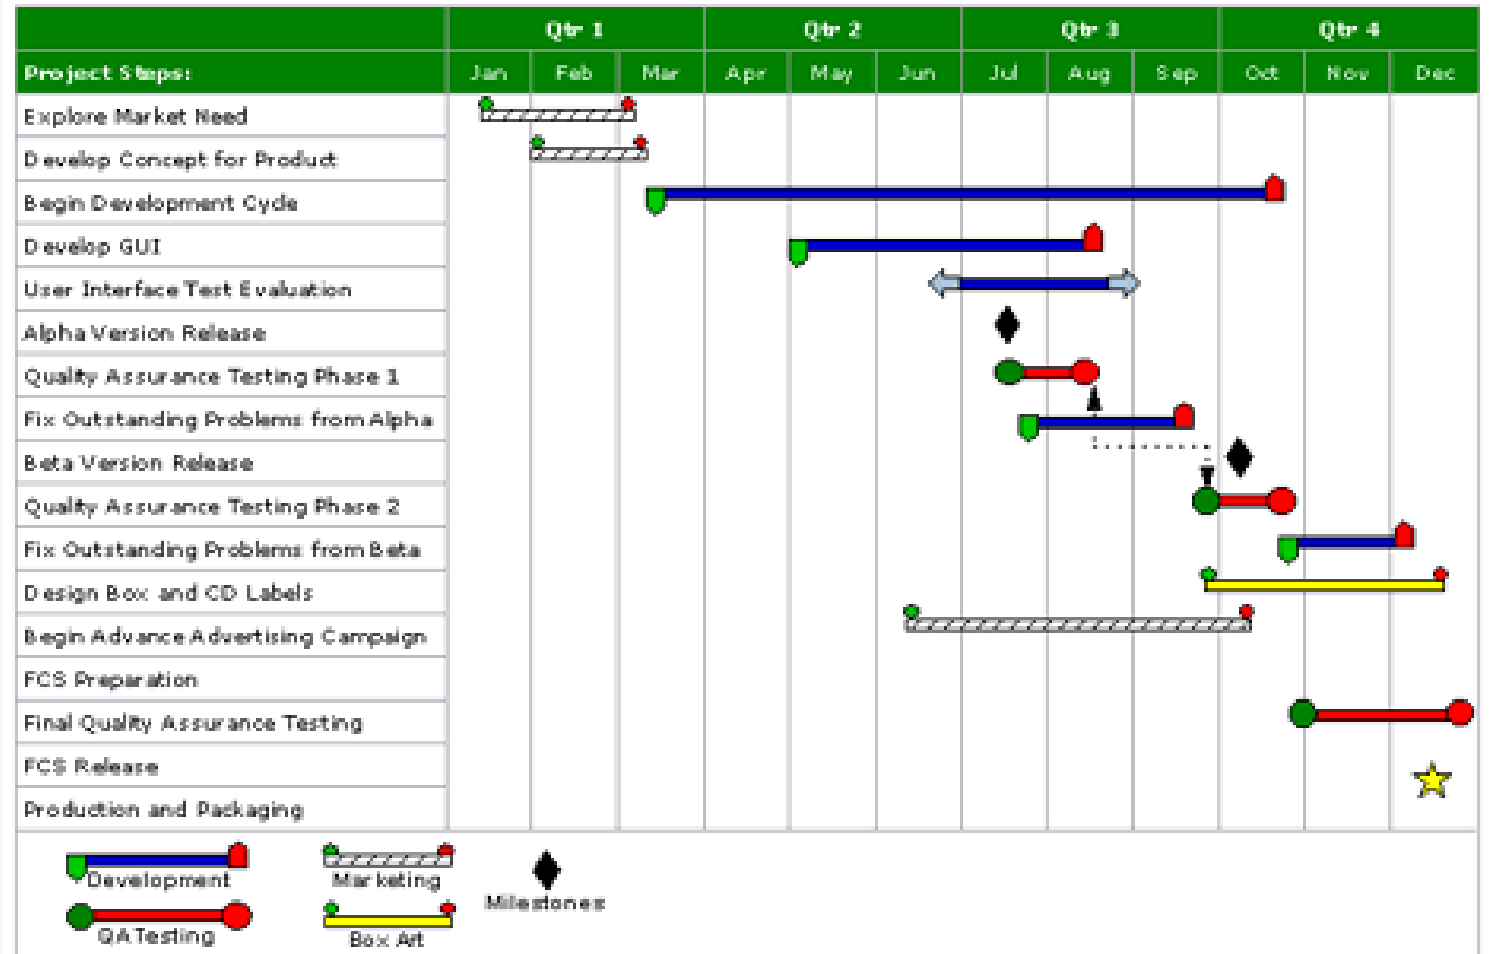 Qtr 1 Qtr 2 Qtr 3 Qtr 4
Project Steps: Jan Feb Mar Apr May Jun Jul Aug Sep Oct Nov Dec
Explore Market Need
Develop Concept for Product
Begin Development Cycle
Develop GUI
User Interface Test Evaluation
Alpha Version Release
Quality Assurance Testing Phase 1
Fix Outstanding Problems from Alpha
Beta Version Release
Quality Assurance Testing Phase 2
Fix Outstanding Problems from Beta
Design Box and CD Labels
Begin Advance Advertising Campaign
FCS Preparation
Final Quality Assurance Testing
FCS Release
Production and Packaging
Development Marketing Milestones
QA Testing Box Art